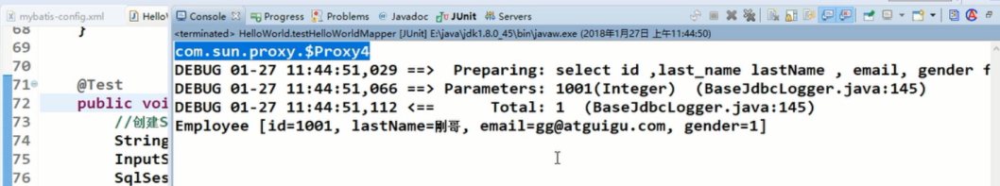 mybatis-config.xml
Hello
Console
Progress
Problems
Javadoc
JUnit
Servers
<terminated> HelloWorld.testHelloWorldMapper [JUnit] E:\java\jdk1.8.0_45\bin\javaw.exe (2018年1月27日 上午11:44:50)
68 }
69
70
71 @Test
72 public voi
73 //创建S
74 String
75 InputS
76 SqlSes
com.sun.proxy.$Proxy4
DEBUG 01-27 11:44:51,029 ==> Preparing: select id ,last_name lastName , email, gender f
DEBUG 01-27 11:44:51,066 ==> Parameters: 1001(Integer) (BaseJdbcLogger.java:145)
DEBUG 01-27 11:44:51,112 <== Total: 1 (BaseJdbcLogger.java:145)
Employee [id=1001, lastName=刚哥, email=gg@atguigu.com, gender=1]